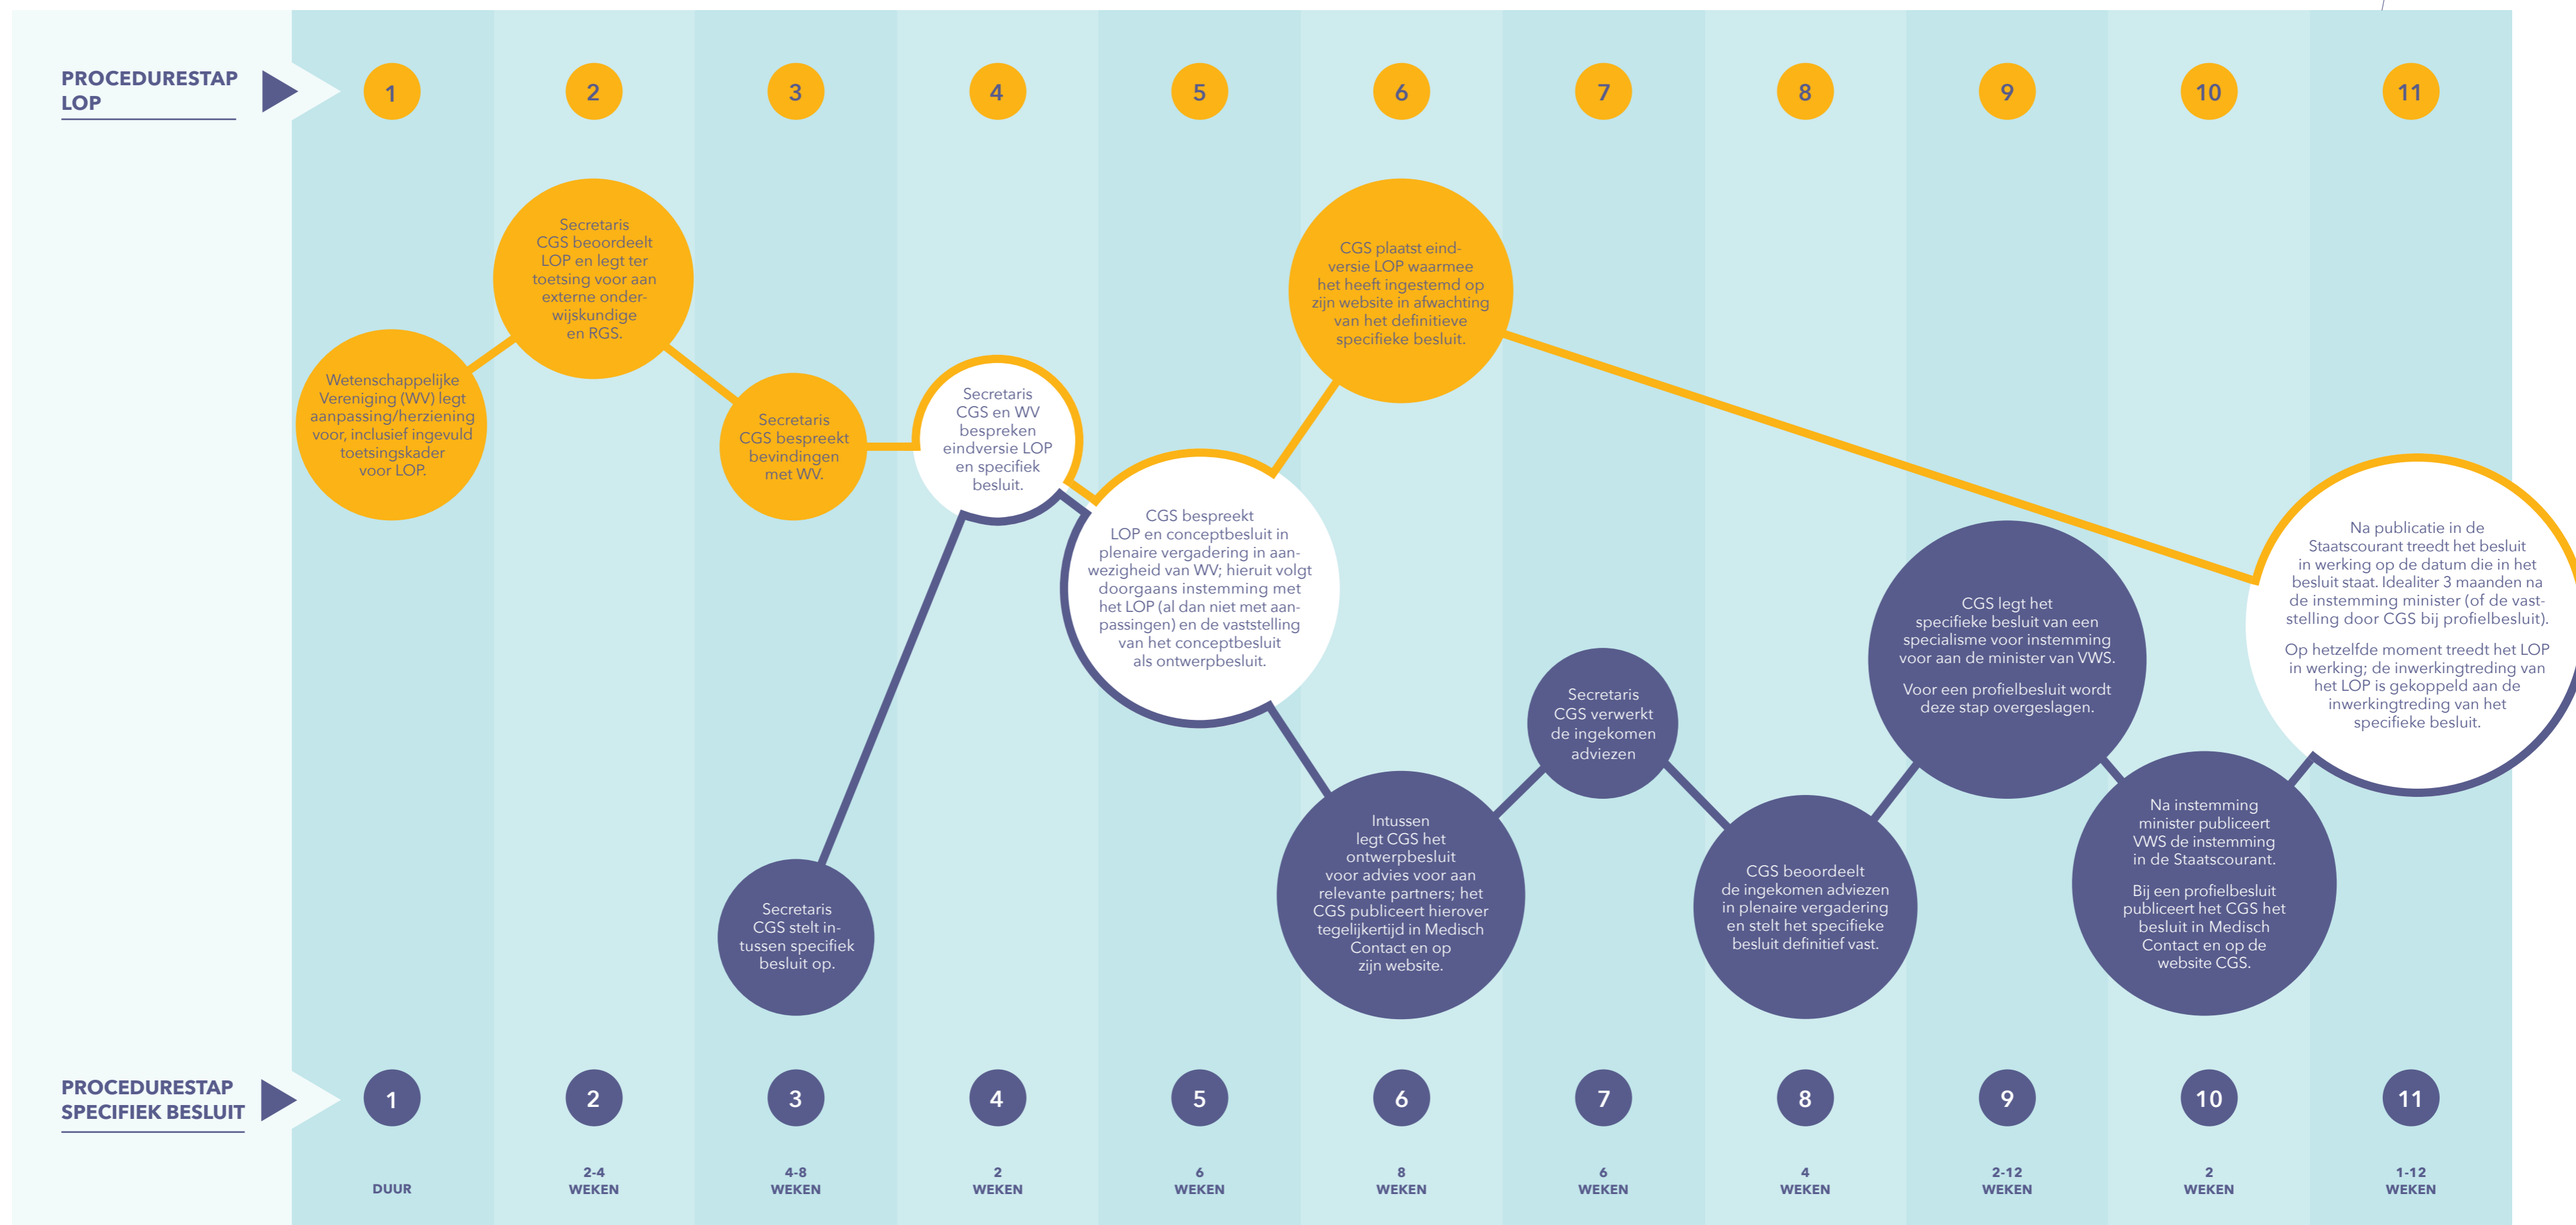 PROCEDURESTAP
LOP
1
2
3
4
5
6
7
8
9
10
11
Wetenschappelijke
Vereniging (WV) legt
aanpassing/herziening
voor, inclusief ingevuld
toetsingskader
voor LOP.
Secretaris
CGS beoordeelt
LOP en legt ter
toetsing voor aan
externe onder-
wijskundige
en RGS.
Secretaris
CGS bespreekt
bevindingen
met WV.
Secretaris
CGS en WV
bespreken
eindversie LOP
en specifiek
besluit.
CGS bespreekt
LOP en conceptbesluit in
plenaire vergadering in aan-
wezigheid van WV; hieruit volgt
doorgaans instemming met
het LOP (al dan niet met aan-
passingen) en de vaststelling
van het conceptbesluit
als ontwerpbesluit.
CGS plaatst eind-
versie LOP waarmee
het heeft ingestemd op
zijn website in afwachting
van het definitieve
specifieke besluit.
Secretaris
CGS stelt in-
tussen specifiek
besluit op.
Intussen
legt CGS het
ontwerpbesluit
voor advies voor aan
relevante partners; het
CGS publiceert hierover
tegelijkertijd in Medisch
Contact en op
zijn website.
Secretaris
CGS verwerkt
de ingekomen
adviezen
CGS beoordeelt
de ingekomen adviezen
in plenaire vergadering
en stelt het specifieke
besluit definitief vast.
CGS legt het
specifieke besluit van een
specialisme voor instemming
voor aan de minister van VWS.
Voor een profielbesluit wordt
deze stap overgeslagen.
Na instemming
minister publiceert
VWS de instemming
in de Staatscourant.
Bij een profielbesluit
publiceert het CGS het
besluit in Medisch
Contact en op de
website CGS.
Na publicatie in de
Staatscourant treedt het besluit
in werking op de datum die in het
besluit staat. Idealiter 3 maanden na
de instemming minister (of de vast-
stelling door CGS bij profielbesluit).
Op hetzelfde moment treedt het LOP
in werking; de inwerkingtreding van
het LOP is gekoppeld aan de
inwerkingtreding van het
specifieke besluit.
PROCEDURESTAP
SPECIFIEK BESLUIT
1
2
3
4
5
6
7
8
9
10
11
DUUR
2-4
WEKEN
4-8
WEKEN
2
WEKEN
6
WEKEN
8
WEKEN
6
WEKEN
4
WEKEN
2-12
WEKEN
2
WEKEN
1-12
WEKEN